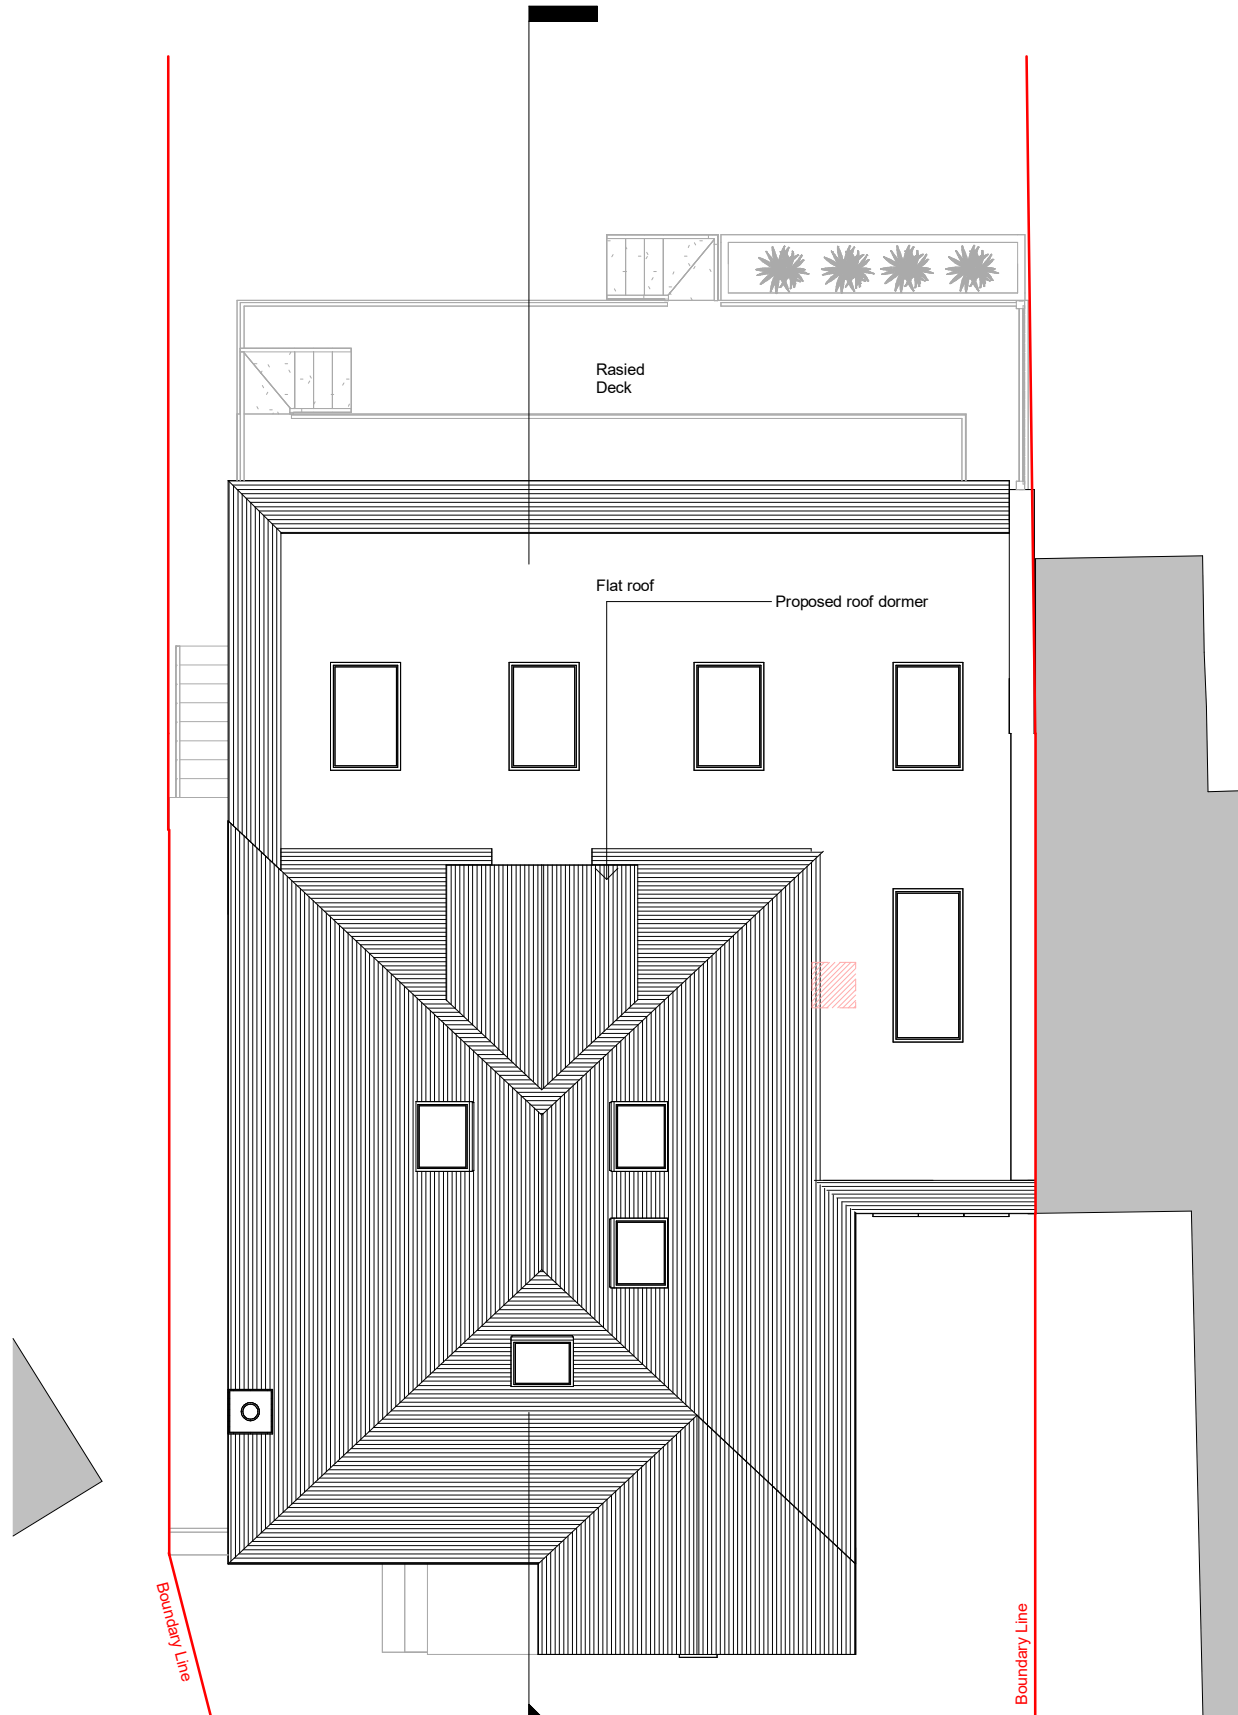 Rasied
Deck
Flat roof
Proposed roof dormer
Boundary Line
Boundary Line